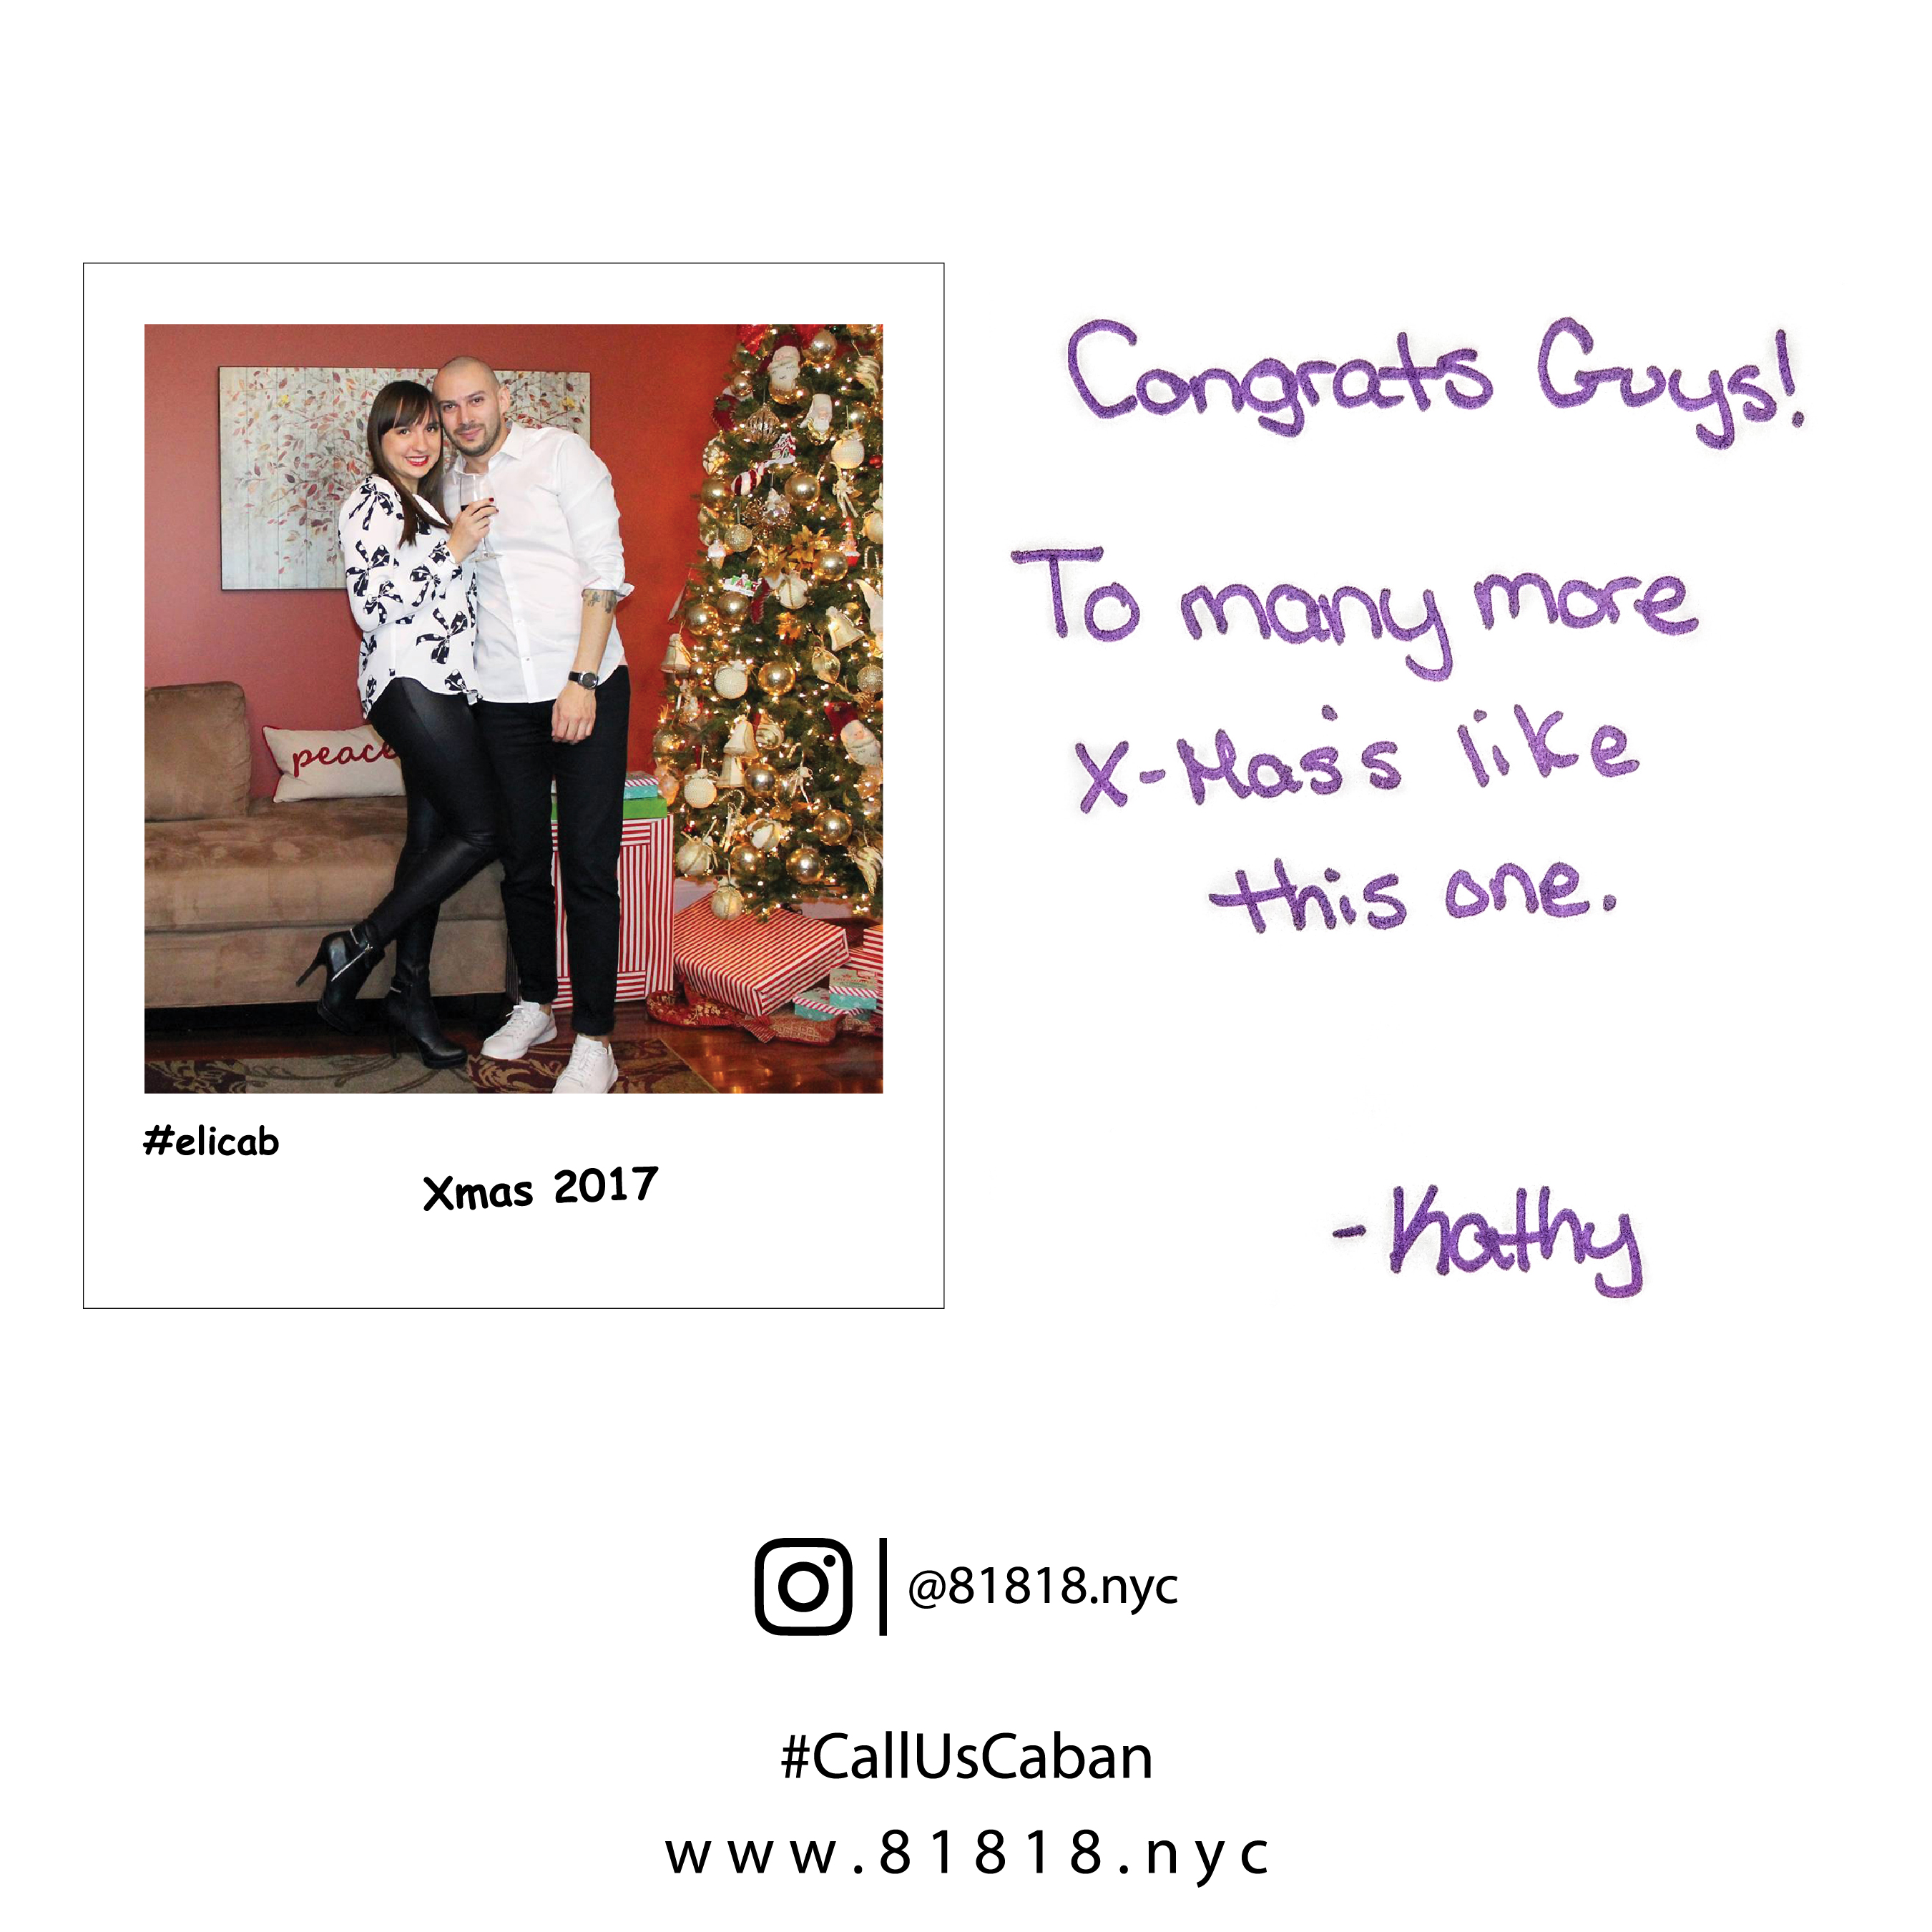 peace
#elicab
Xmas 2017
Congrats Guys!
To many more
X-Mas's like
this one.
-Kathy
@81818.nyc
#CallUsCaban
www.81818.nyc